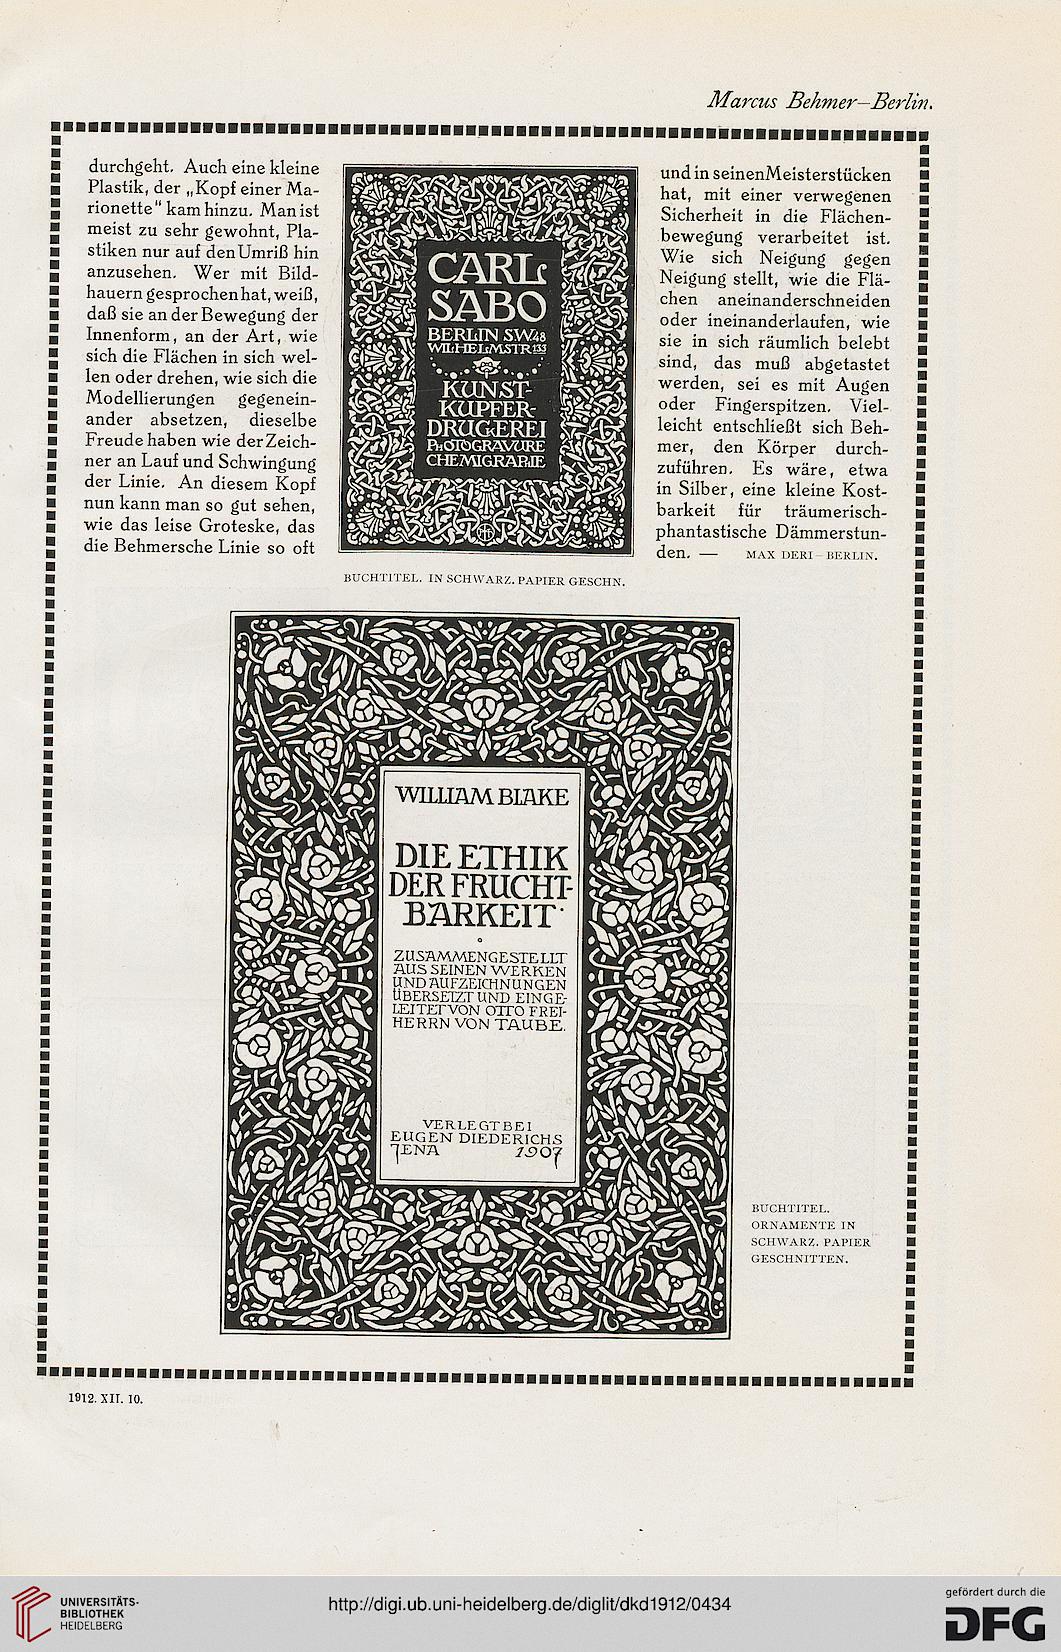 Marcus Behmer—Berlin.
durchgeht. Auch eine kleine
Plastik, der „Kopf einer Ma-
rionette" kam hinzu. Man ist
meist zu sehr gewohnt, Pla-
stiken nur auf den Umriß hin
anzusehen. Wer mit Bild-
hauern gesprochen hat, weiß,
daß sie an der Bewegung der
Innenform, an der Art, wie
sich die Flächen in sich wel-
len oder drehen, wie sich die
Modellierungen gegenein-
ander absetzen, dieselbe
Freude haben wie der Zeich-
ner an Lauf und Schwingung
der Linie. An diesem Kopf
nun kann man so gut sehen,
wie das leise Groteske, das
die Behmersche Linie so oft
CARL
SABO
BERLIN SW.48
WILHELMSTR 133
KUNST-
KUPFER-
DRUCKEREI
PHOTOGRAVURE
CHEMIGRAPHIE
BUCHTITEL. IN SCHWARZ. PAPIER GESCHN.
und in seinen Meisterstücken
hat, mit einer verwegenen
Sicherheit in die Flächen-
bewegung verarbeitet ist.
Wie sich Neigung gegen
Neigung stellt, wie die Flä-
chen aneinanderschneiden
oder ineinanderlaufen, wie
sie in sich räumlich belebt
sind, das muß abgetastet
werden, sei es mit Augen
oder Fingerspitzen. Viel-
leicht entschließt sich Beh-
mer, den Körper durch-
zuführen. Es wäre, etwa
in Silber, eine kleine Kost-
barkeit für träumerisch-
phantastische Dämmerstun-
den. — MAX DERI–BERLIN.
WILLIAM BLAKE
DIE ETHIK
DER FRUCHT-
BARKEIT
ZUSAMMENGESTELLT
AUS SEINEN WERKEN
UND AUFZEICHNUNGEN
ÜBERSETZT UND EINGE-
LEITET VON OTTO FREI-
HERRN VON TAUBE.
VERLEGT BEI
EUGEN DIEDERICHS
JENA 1907
BUCHTITEL.
ORNAMENTE IN
SCHWARZ. PAPIER
GESCHNITTEN.
1912. XII. 10.
UNIVERSITÄTS-
BIBLIOTHEK
HEIDELBERG
http://digi.ub.uni-heidelberg.de/diglit/dkd1912/0434
gefördert durch die
DFG